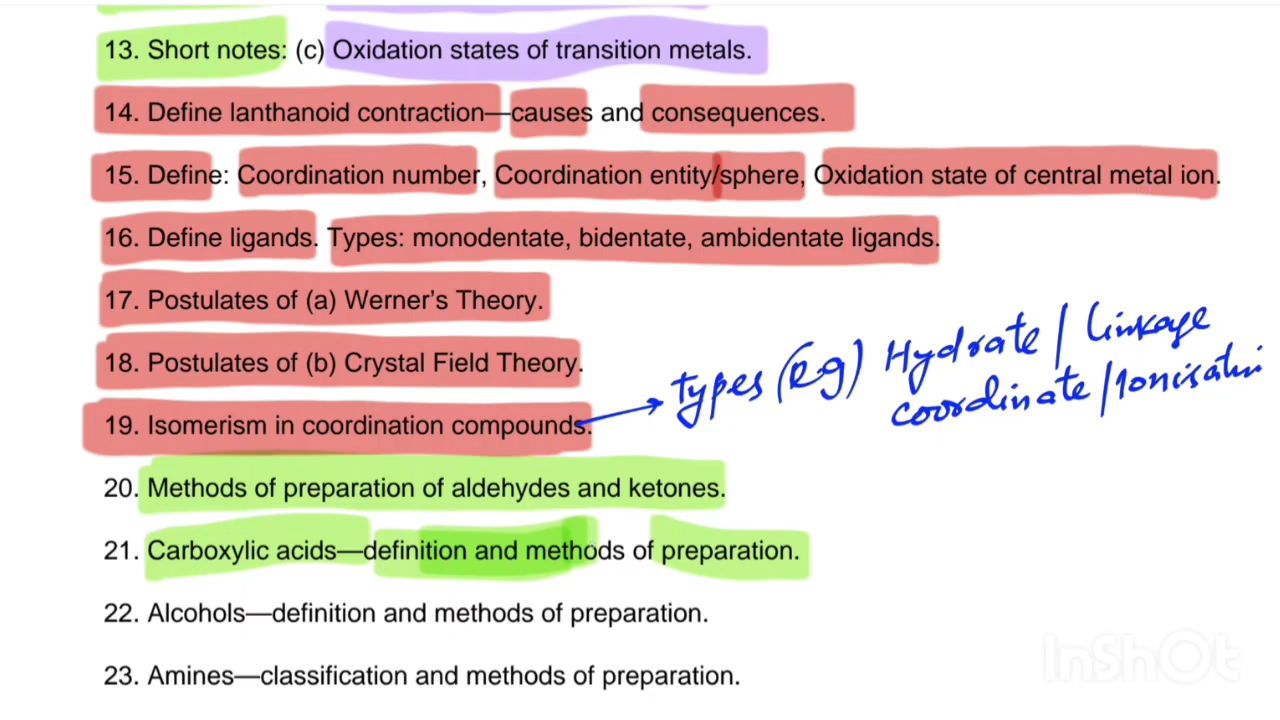 13. Short notes: (c) Oxidation states of transition metals.
14. Define lanthanoid contraction—causes and consequences.
15. Define: Coordination number, Coordination entity/sphere, Oxidation state of central metal ion.
16. Define ligands. Types: monodentate, bidentate, ambidentate ligands.
17. Postulates of (a) Werner's Theory.
18. Postulates of (b) Crystal Field Theory.
19. Isomerism in coordination compounds.
Types (eg) Hydrate / linkage
coordinate / Ionisation
20. Methods of preparation of aldehydes and ketones.
21. Carboxylic acids—definition and methods of preparation.
22. Alcohols—definition and methods of preparation.
23. Amines—classification and methods of preparation.
InShOt